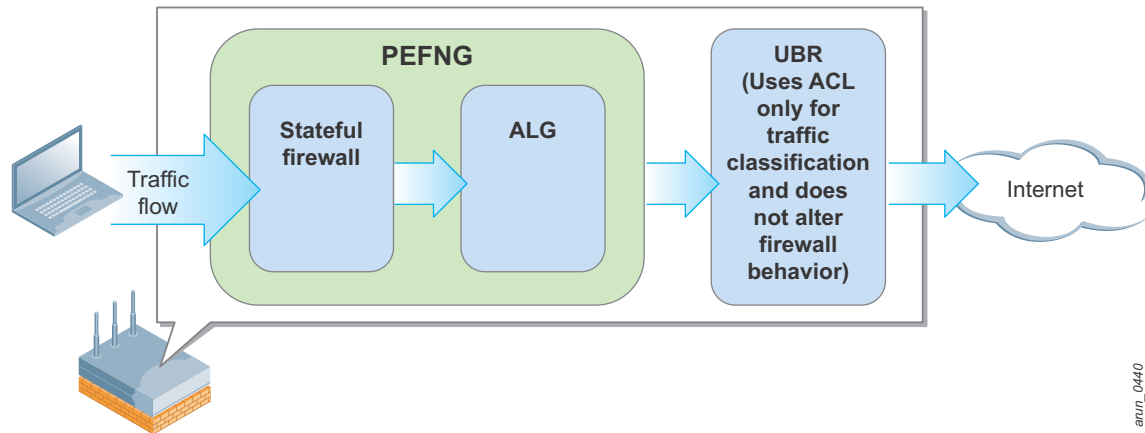 PEFNG
Stateful
firewall
ALG
UBR
(Uses ACL
only for
traffic
classification
and does
not alter
firewall
behavior)
Traffic
flow
Internet
arun_0440